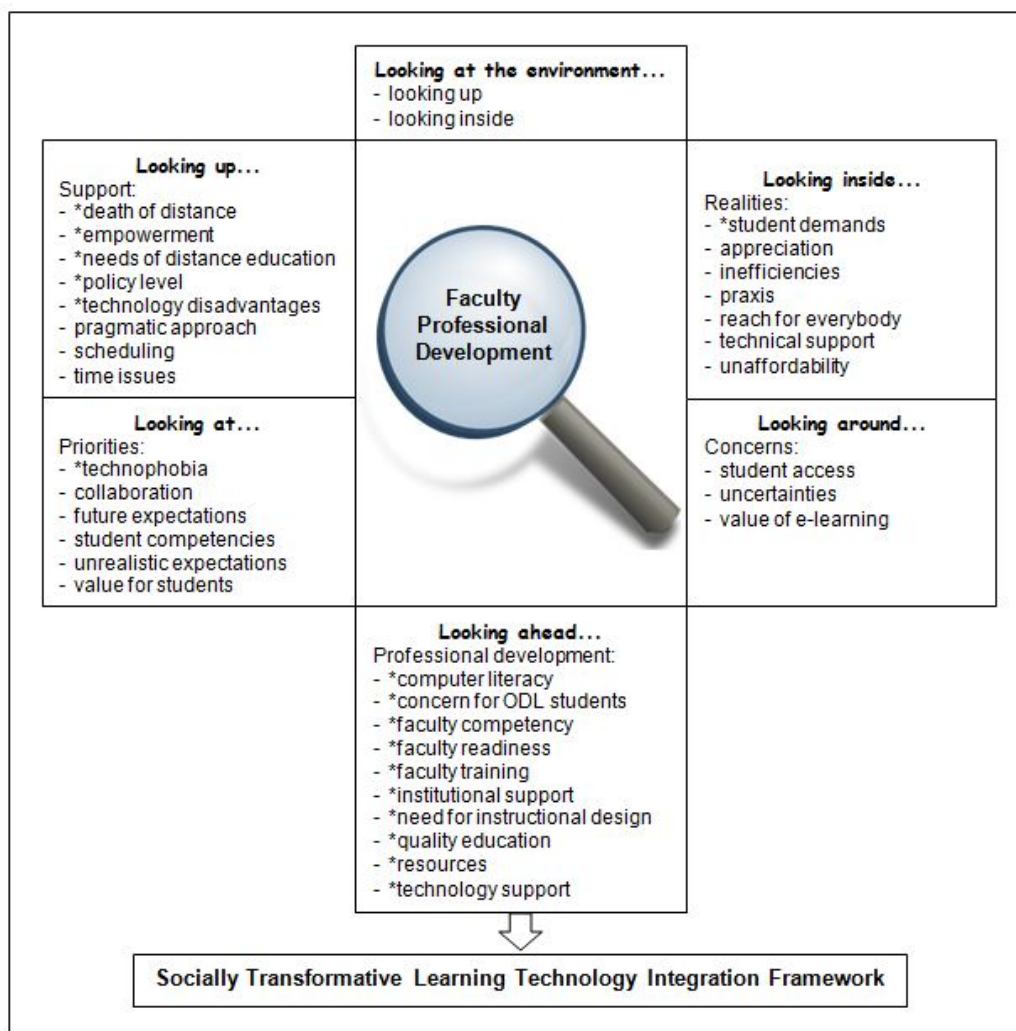 Looking at the environment...
- looking up
- looking inside
Looking up...
Support:
- *death of distance
- *empowerment
- *needs of distance education
- *policy level
- *technology disadvantages
- pragmatic approach
- scheduling
- time issues
Faculty
Professional
Development
Looking inside...
Realities:
- *student demands
- appreciation
- inefficiencies
- praxis
- reach for everybody
- technical support
- unaffordability
Looking at...
Priorities:
- *technophobia
- collaboration
- future expectations
- student competencies
- unrealistic expectations
- value for students
Looking around...
Concerns:
- student access
- uncertainties
- value of e-learning
Looking ahead...
Professional development:
- *computer literacy
- *concern for ODL students
- *faculty competency
- *faculty readiness
- *faculty training
- *institutional support
- *need for instructional design
- *quality education
- *resources
- *technology support
Socially Transformative Learning Technology Integration Framework